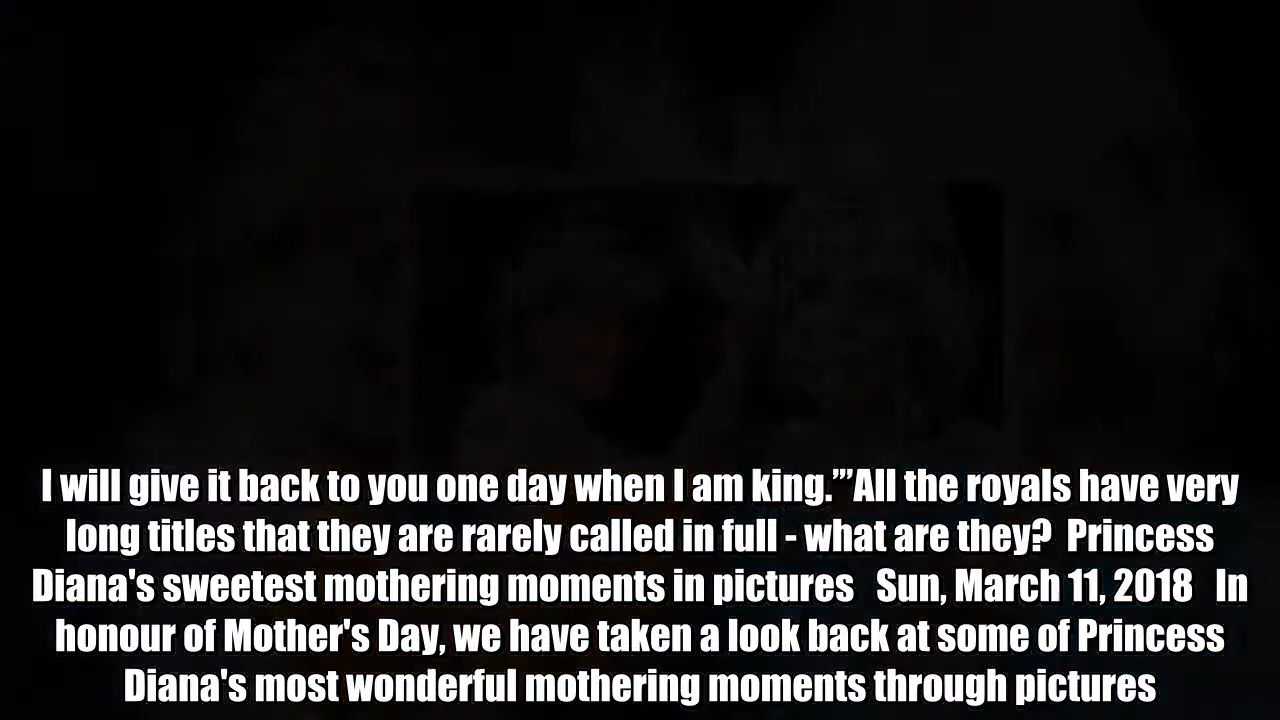 I will give it back to you one day when I am king.’”All the royals have very
long titles that they are rarely called in full - what are they?  Princess
Diana's sweetest mothering moments in pictures   Sun, March 11, 2018   In
honour of Mother's Day, we have taken a look back at some of Princess
Diana's most wonderful mothering moments through pictures